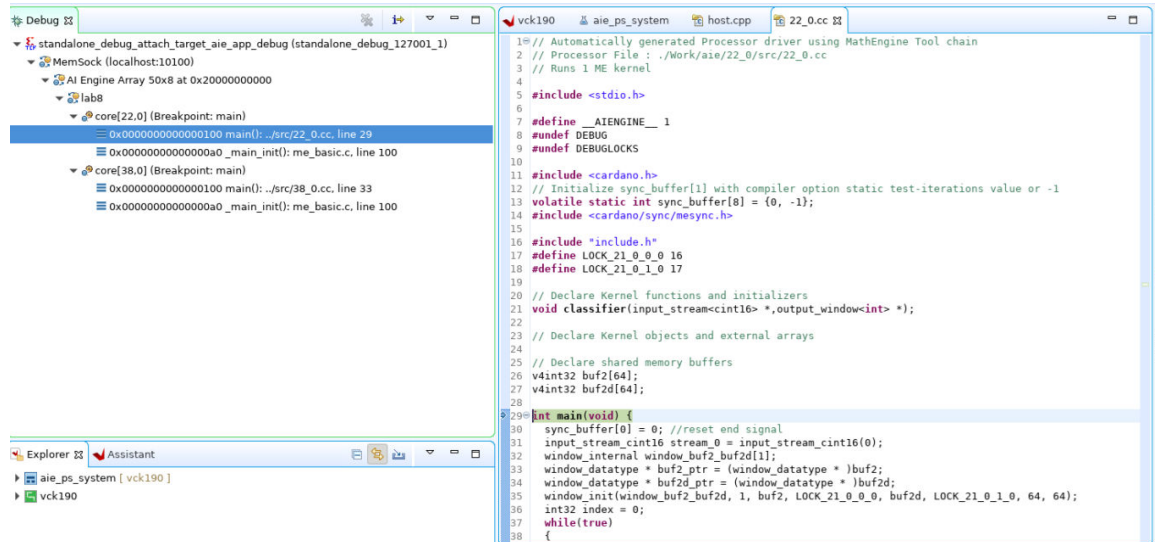 Debug
standalone_debug_attach_target_aie_app_debug (standalone_debug_127001_1)
MemSock (localhost:10100)
AI Engine Array 50x8 at 0x20000000000
lab8
core[22,0] (Breakpoint: main)
0x0000000000000100 main(): ../src/22_0.cc, line 29
0x00000000000000a0 _main_init(): me_basic.c, line 100
core[38,0] (Breakpoint: main)
0x0000000000000100 main(): ../src/38_0.cc, line 33
0x00000000000000a0 _main_init(): me_basic.c, line 100
Explorer Assistant
aie_ps_system [ vck190 ]
vck190
vck190 aie_ps_system host.cpp 22_0.cc
1 // Automatically generated Processor driver using MathEngine Tool chain
2 // Processor File : ./Work/aie/22_0/src/22_0.cc
3 // Runs 1 ME kernel
4
5 #include <stdio.h>
6
7 #define __AIENGINE__ 1
8 #undef DEBUG
9 #undef DEBUGLOCKS
10
11 #include <cardano.h>
12 // Initialize sync_buffer[1] with compiler option static test-iterations value or -1
13 volatile static int sync_buffer[8] = {0, -1};
14 #include <cardano/sync/mesync.h>
15
16 #include "include.h"
17 #define LOCK_21_0_0_0 16
18 #define LOCK_21_0_1_0 17
19
20 // Declare Kernel functions and initializers
21 void classifier(input_stream<cint16> *,output_window<int> *);
22
23 // Declare Kernel objects and external arrays
24
25 // Declare shared memory buffers
26 v4int32 buf2[64];
27 v4int32 buf2d[64];
28
29 int main(void) {
30 sync_buffer[0] = 0; //reset end signal
31 input_stream_cint16 stream_0 = input_stream_cint16(0);
32 window_internal window_buf2_buf2d[1];
33 window_datatype * buf2_ptr = (window_datatype * )buf2;
34 window_datatype * buf2d_ptr = (window_datatype * )buf2d;
35 window_init(window_buf2_buf2d, 1, buf2, LOCK_21_0_0_0, buf2d, LOCK_21_0_1_0, 64, 64);
36 int32 index = 0;
37 while(true)
38 {